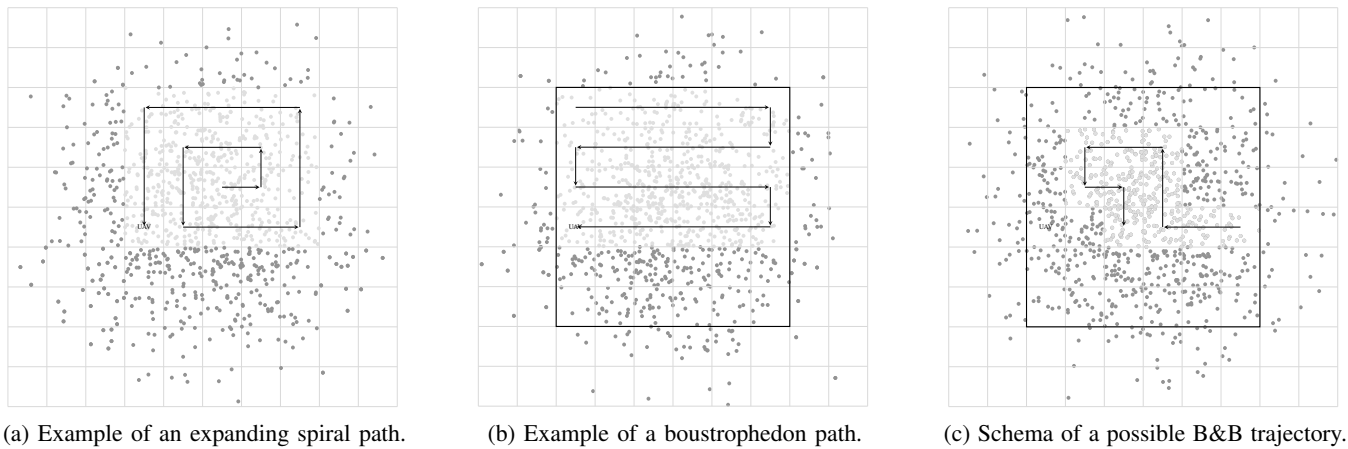 UAV
UAV
UAV
(a) Example of an expanding spiral path.
(b) Example of a boustrophedon path.
(c) Schema of a possible B&B trajectory.